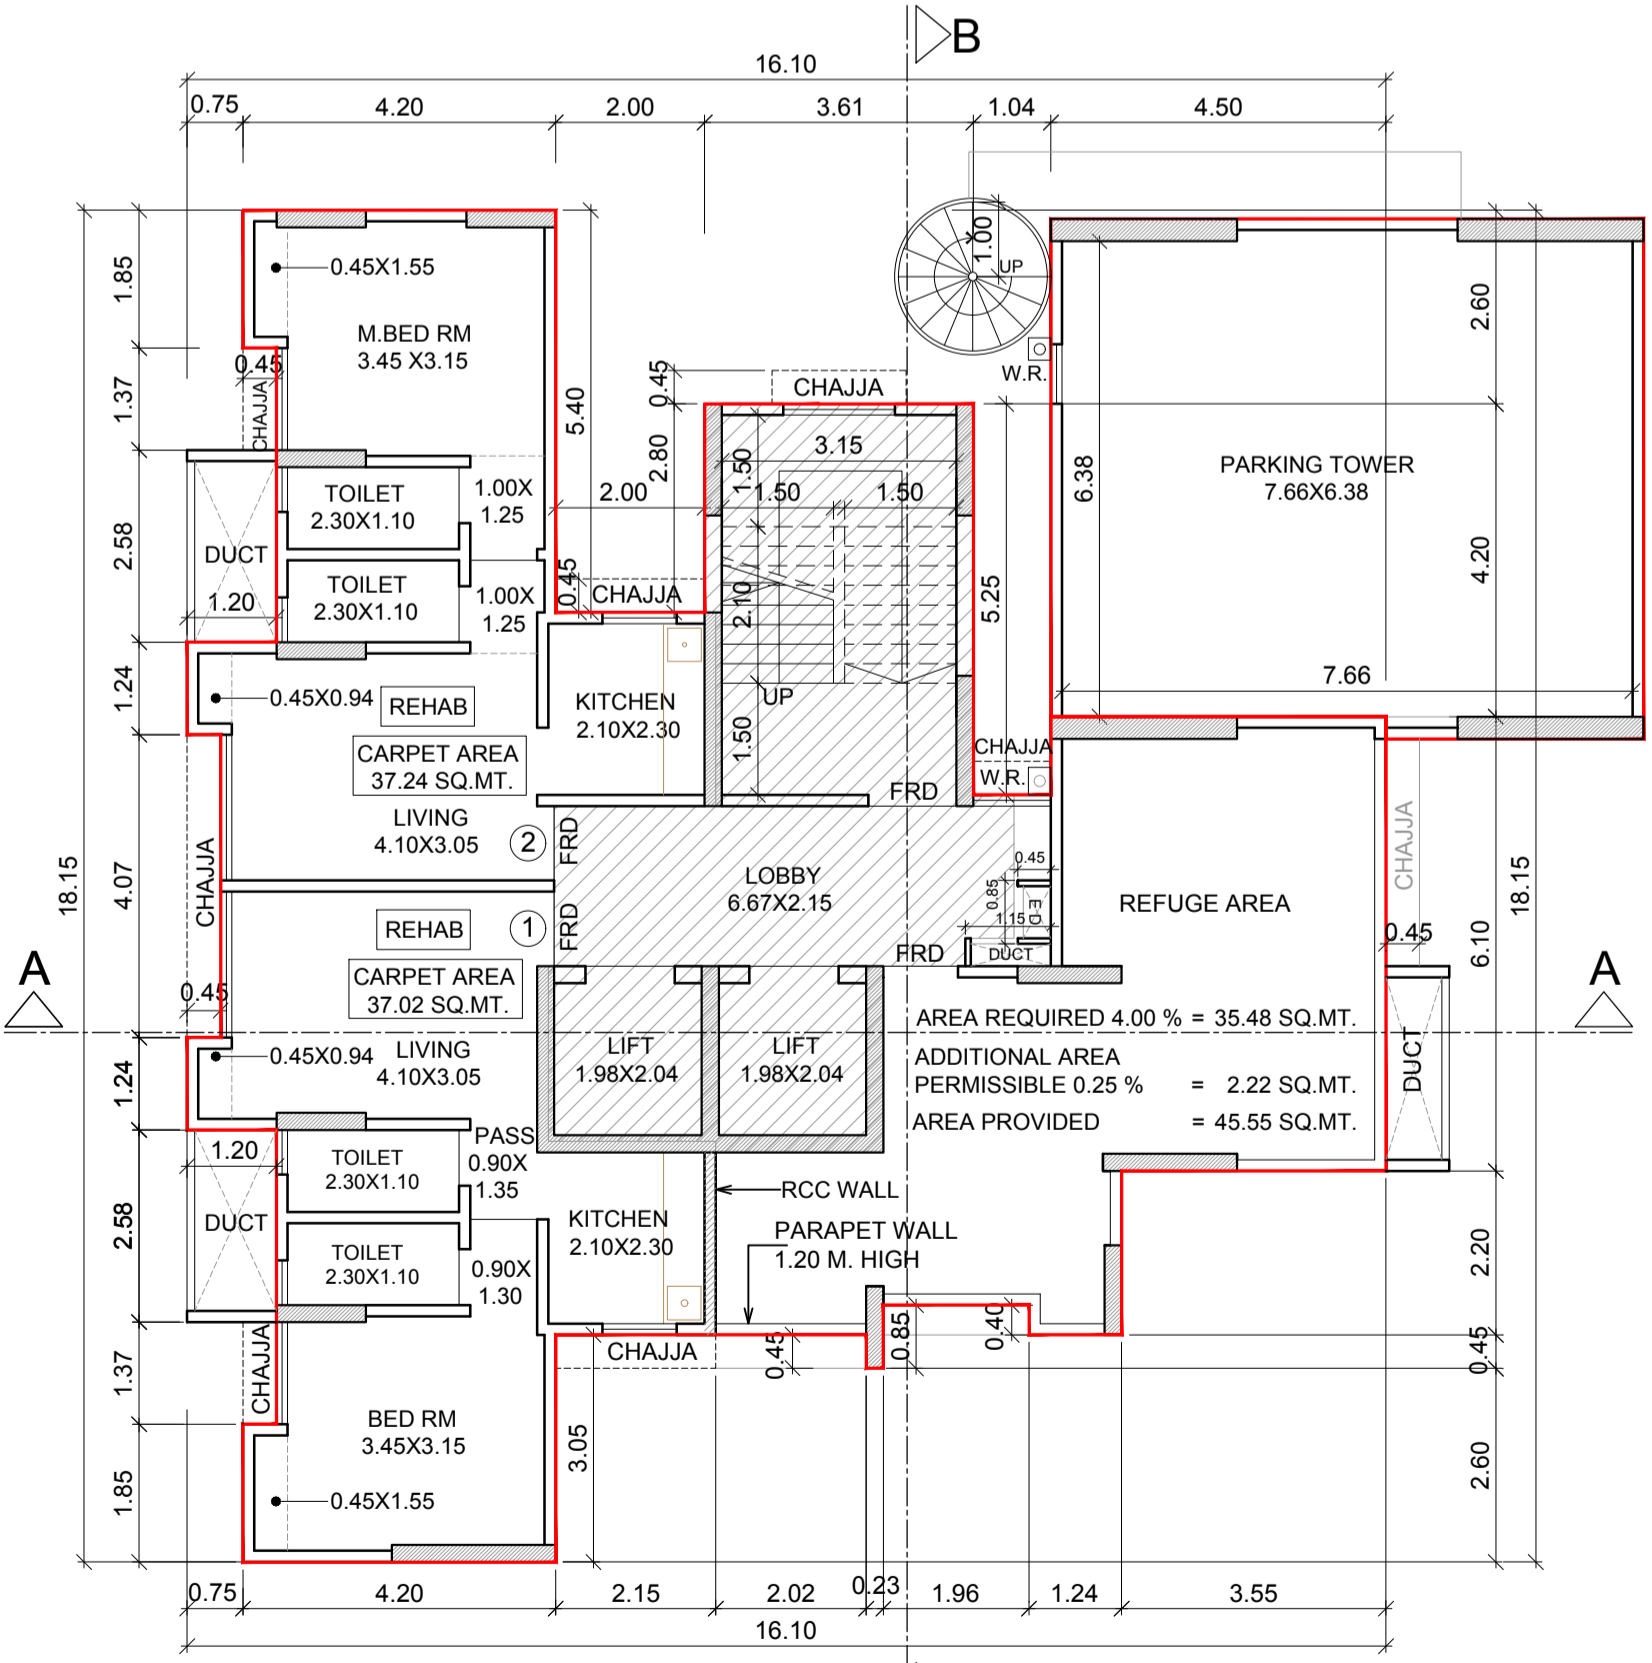 B
16.10
0.75
4.20
2.00
3.61
1.04
4.50
1.85
1.37
2.58
1.24
4.07
1.24
2.58
1.37
1.85
18.15
0.45X1.55
M.BED RM
3.45 X3.15
0.45
CHAJJA
5.40
0.45
2.80
CHAJJA
1.00
UP
W.R.
2.60
4.20
6.38
PARKING TOWER
7.66X6.38
7.66
TOILET
2.30X1.10
1.00X
1.25
DUCT
1.20
TOILET
2.30X1.10
1.00X
1.25
2.00
0.45
CHAJJA
3.15
1.50
1.50
1.50
2.10
UP
1.50
5.25
0.45X0.94
REHAB
KITCHEN
2.10X2.30
CARPET AREA
37.24 SQ.MT.
LIVING
4.10X3.05
2
FRD
CHAJJA
W.R.
FRD
CHAJJA
LOBBY
6.67X2.15
0.45
0.85
E-D
1.15
DUCT
FRD
REFUGE AREA
CHAJJA
18.15
6.10
0.45
REHAB
1
FRD
CARPET AREA
37.02 SQ.MT.
0.45
A
A
0.45X0.94
LIVING
4.10X3.05
LIFT
1.98X2.04
LIFT
1.98X2.04
AREA REQUIRED 4.00 % = 35.48 SQ.MT.
ADDITIONAL AREA
PERMISSIBLE 0.25 % = 2.22 SQ.MT.
AREA PROVIDED = 45.55 SQ.MT.
DUCT
1.20
TOILET
2.30X1.10
PASS
0.90X
1.35
DUCT
TOILET
2.30X1.10
0.90X
1.30
KITCHEN
2.10X2.30
RCC WALL
PARAPET WALL
1.20 M. HIGH
CHAJJA
CHAJJA
0.45
0.85
0.40
2.20
0.45
2.60
BED RM
3.45X3.15
0.45X1.55
3.05
0.75
4.20
2.15
2.02
0.23
1.96
1.24
3.55
16.10